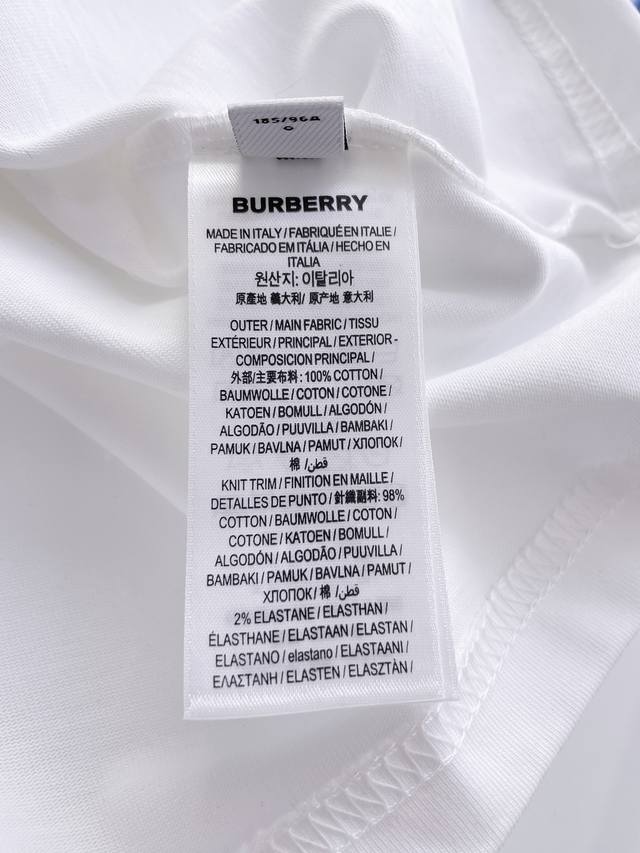 185/96A
BURBERRY
MADE IN ITALY / FABRIQUÉ EN ITALIE /
FABRICADO EM ITÁLIA / HECHO EN
ITALIA
원산지: 이탈리아
原產地 義大利/ 原产地 意大利
OUTER / MAIN FABRIC / TISSU
EXTÉRIEUR / PRINCIPAL / EXTERIOR -
COMPOSICION PRINCIPAL /
外部/主要布料: 100% COTTON /
BAUMWOLLE / COTON / COTONE /
KATOEN / BOMULL / ALGODÓN /
ALGODÃO / PUUVILLA / BAMBAKI /
PAMUK / BAVLNA / PAMUT / ХЛОПОК /
棉 / قطن/
KNIT TRIM / FINITION EN MAILLE /
DETALLES DE PUNTO / 針織副料: 98%
COTTON / BAUMWOLLE / COTON /
COTONE / KATOEN / BOMULL /
ALGODÓN / ALGODÃO / PUUVILLA /
BAMBAKI / PAMUK / BAVLNA / PAMUT /
ХЛОПОК / 棉 / قطن/
2% ELASTANE / ELASTHAN /
ÉLASTHANE / ELASTAAN / ELASTAN /
ELASTANO / elastano / ELASTAANI /
ΕΛΑΣΤΑΝΗ / ELASTEN / ELASZTÀN /